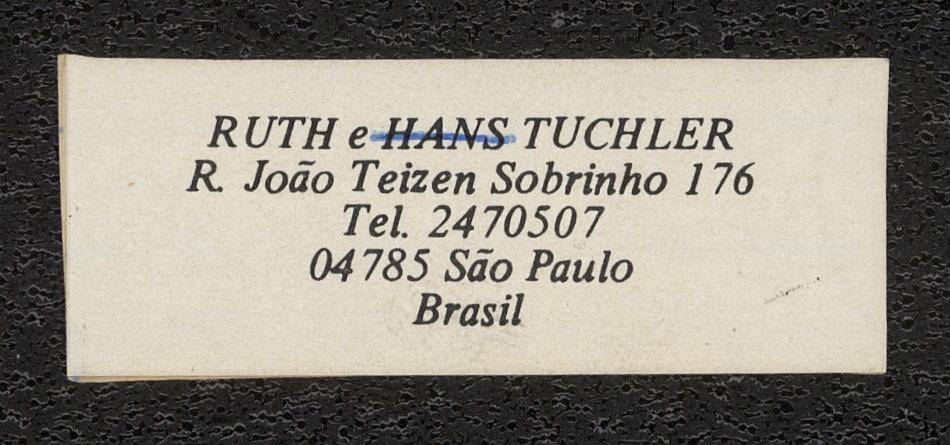 RUTH e HANS TUCHLER
R. João Teizen Sobrinho 176
Tel. 2470507
04785 São Paulo
Brasil